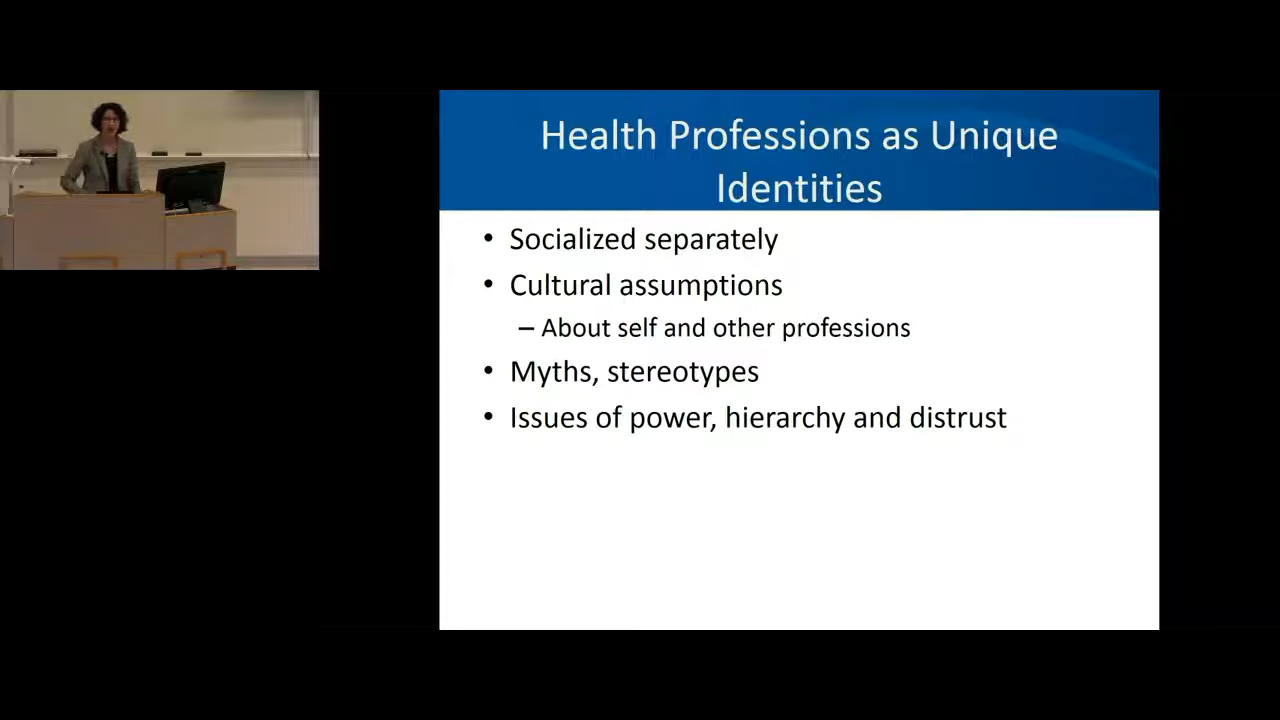 Health Professions as Unique
Identities
• Socialized separately
• Cultural assumptions
– About self and other professions
• Myths, stereotypes
• Issues of power, hierarchy and distrust